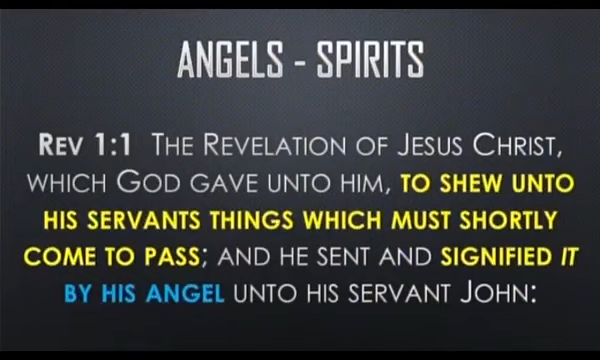 ANGELS - SPIRITS
REV 1:1 THE REVELATION OF JESUS CHRIST,
WHICH GOD GAVE UNTO HIM, TO SHEW UNTO
HIS SERVANTS THINGS WHICH MUST SHORTLY
COME TO PASS; AND HE SENT AND SIGNIFIED IT
BY HIS ANGEL UNTO HIS SERVANT JOHN: